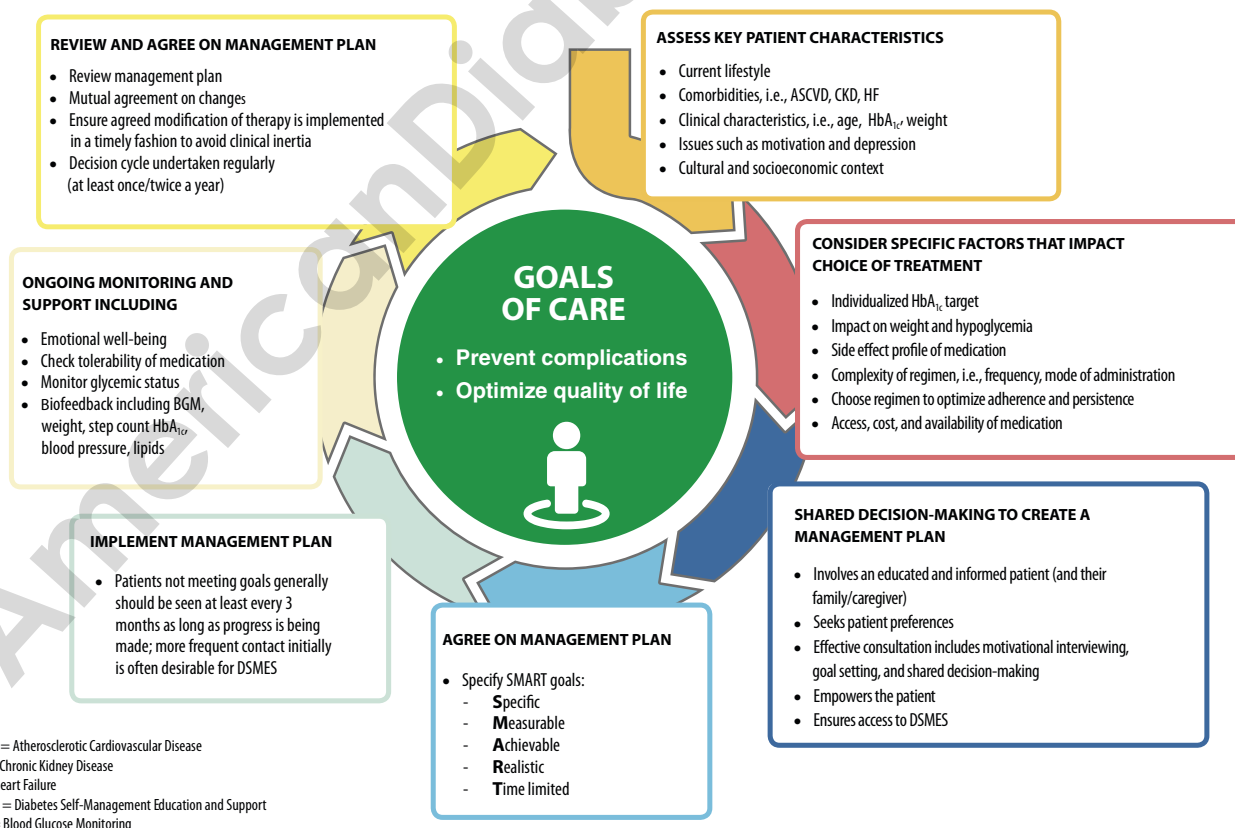 REVIEW AND AGREE ON MANAGEMENT PLAN
• Review management plan
• Mutual agreement on changes
• Ensure agreed modification of therapy is implemented
in a timely fashion to avoid clinical inertia
• Decision cycle undertaken regularly
(at least once/twice a year)
ASSESS KEY PATIENT CHARACTERISTICS
• Current lifestyle
• Comorbidities, i.e., ASCVD, CKD, HF
• Clinical characteristics, i.e., age, HbA1c, weight
• Issues such as motivation and depression
• Cultural and socioeconomic context
CONSIDER SPECIFIC FACTORS THAT IMPACT
CHOICE OF TREATMENT
• Individualized HbA1c target
• Impact on weight and hypoglycemia
• Side effect profile of medication
• Complexity of regimen, i.e., frequency, mode of administration
• Choose regimen to optimize adherence and persistence
• Access, cost, and availability of medication
SHARED DECISION-MAKING TO CREATE A
MANAGEMENT PLAN
• Involves an educated and informed patient (and their
family/caregiver)
• Seeks patient preferences
• Effective consultation includes motivational interviewing,
goal setting, and shared decision-making
• Empowers the patient
• Ensures access to DSMES
AGREE ON MANAGEMENT PLAN
• Specify SMART goals:
- Specific
- Measurable
- Achievable
- Realistic
- Time limited
IMPLEMENT MANAGEMENT PLAN
• Patients not meeting goals generally
should be seen at least every 3
months as long as progress is being
made; more frequent contact initially
is often desirable for DSMES
ONGOING MONITORING AND
SUPPORT INCLUDING
• Emotional well-being
• Check tolerability of medication
• Monitor glycemic status
• Biofeedback including BGM,
weight, step count HbA1c,
blood pressure, lipids
GOALS
OF CARE
• Prevent complications
• Optimize quality of life
= Atherosclerotic Cardiovascular Disease
Chronic Kidney Disease
eart Failure
= Diabetes Self-Management Education and Support
Blood Glucose Monitoring
AmericanDiab